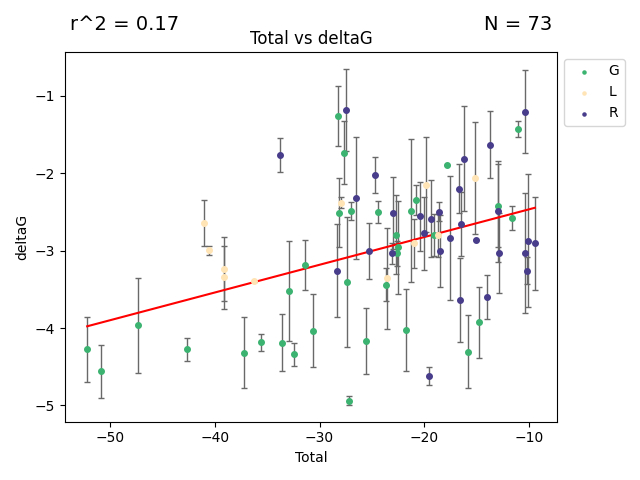 r^2 = 0.17
N = 73
Total vs deltaG
G
L
R
−1
−2
−3
−4
−5
deltaG
−50
−40
−30
−20
−10
Total